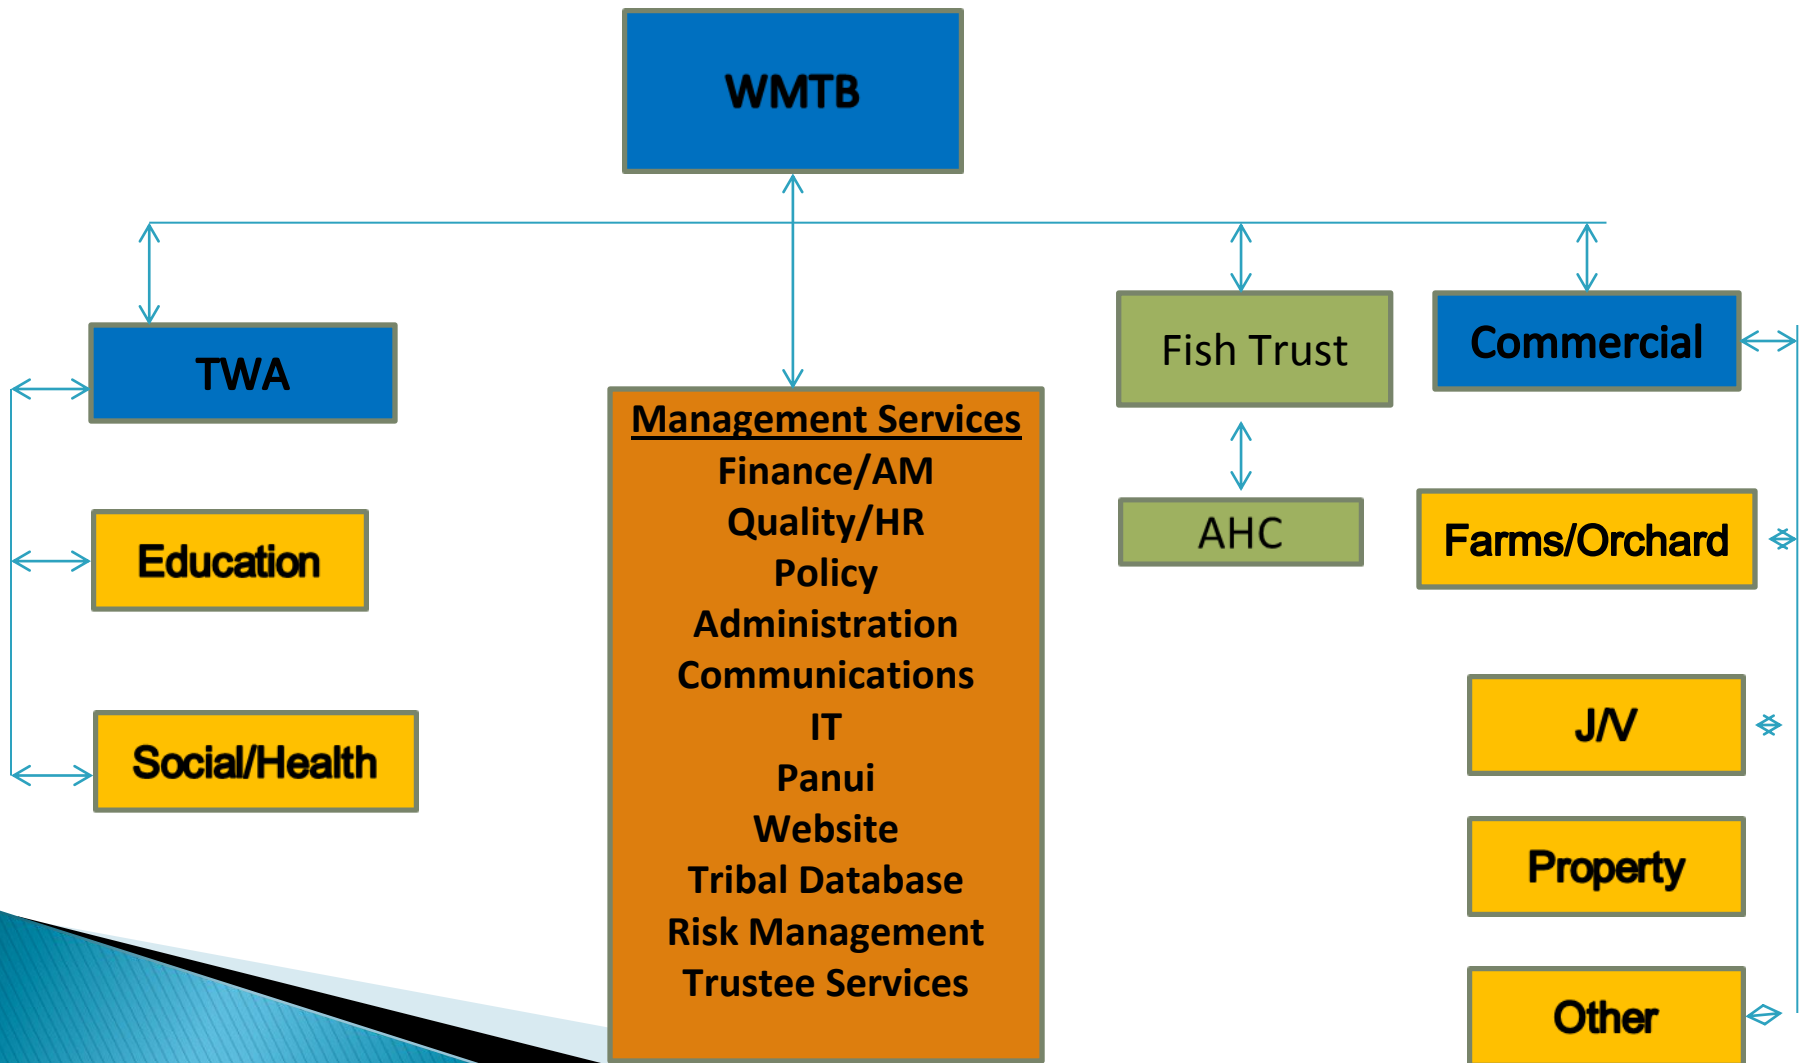 WMTB
TWA
Education
Social/Health
Management Services
Finance/AM
Quality/HR
Policy
Administration
Communications
IT
Panui
Website
Tribal Database
Risk Management
Trustee Services
Fish Trust
AHC
Commercial
Farms/Orchard
J/V
Property
Other